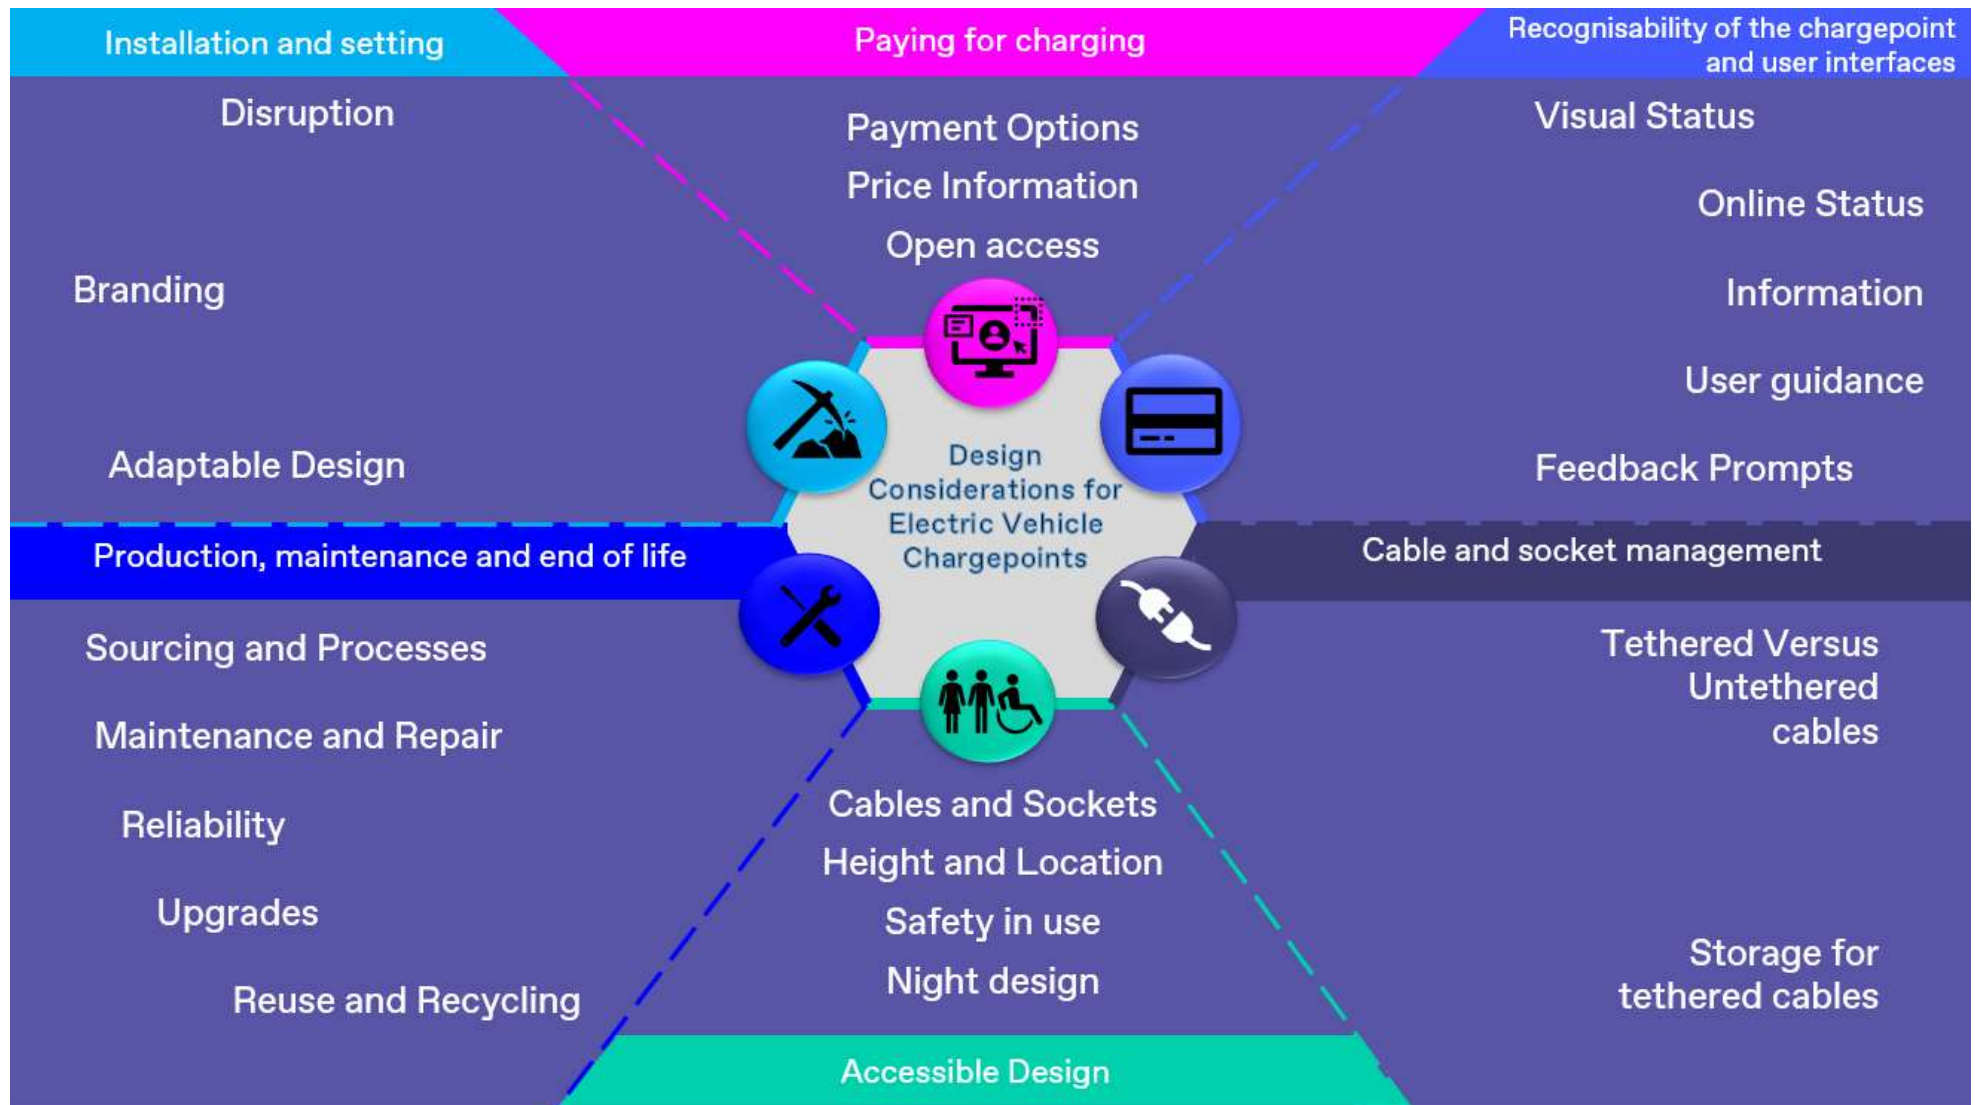 Installation and setting
Disruption
Branding
Adaptable Design
Paying for charging
Payment Options
Price Information
Open access
Recognisability of the chargepoint
and user interfaces
Visual Status
Online Status
Information
User guidance
Feedback Prompts
Design
Considerations for
Electric Vehicle
Chargepoints
Production, maintenance and end of life
Sourcing and Processes
Maintenance and Repair
Reliability
Upgrades
Reuse and Recycling
Cables and Sockets
Height and Location
Safety in use
Night design
Accessible Design
Cable and socket management
Tethered Versus
Untethered
cables
Storage for
tethered cables